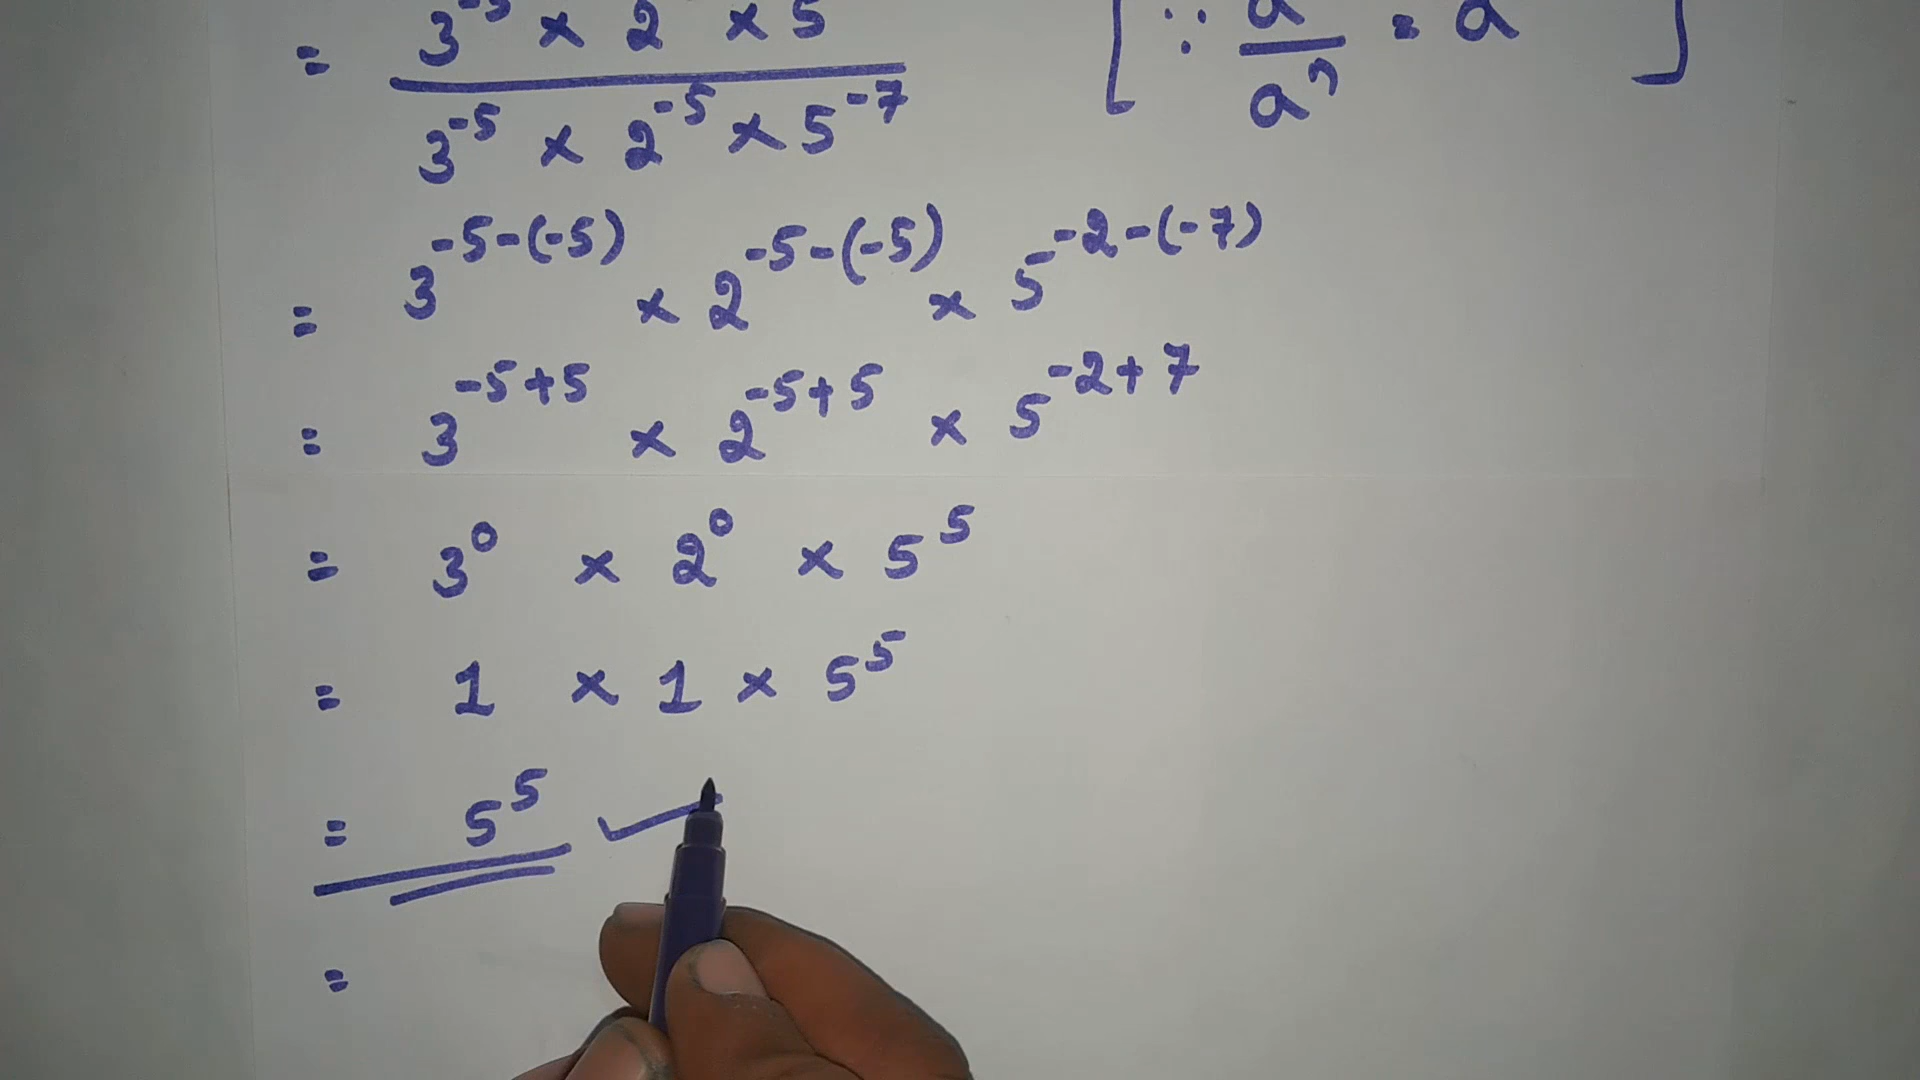 = 3^-5 × 2 × 5 [∵ a
3^-5 × 2^-5 × 5^-7 a^n = a ]
= 3^-5-(-5) × 2^-5-(-5) × 5^-2-(-7)
= 3^-5+5 × 2^-5+5 × 5^-2+7
= 3^0 × 2^0 × 5^5
= 1 × 1 × 5^5
= 5^5 ✓
=